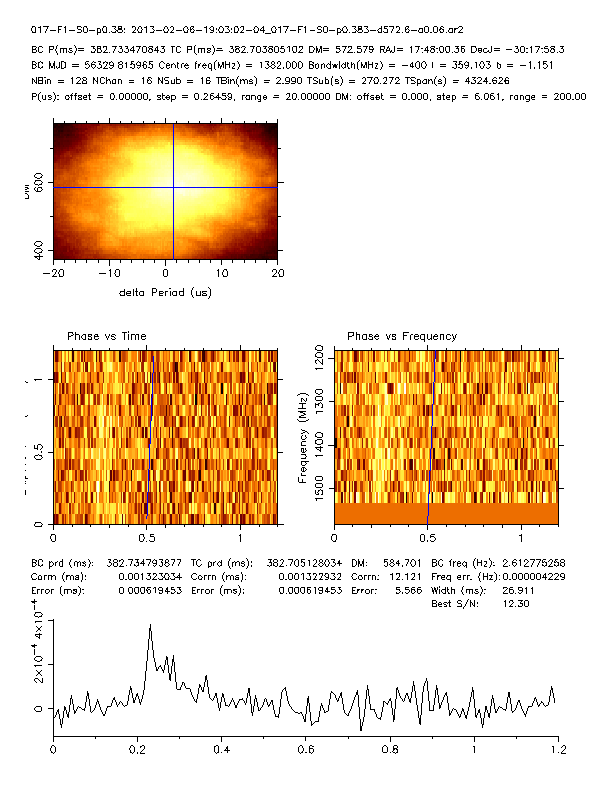 Q17-F1-S0-p0.38: 2013-02-06-19:03:02-04_Q17-F1-S0-p0.383-d572.6-a0.06.ar2
BC P(ms)= 382.733470843 TC P(ms)= 382.703805102 DM= 572.579 RAJ= 17:48:00.36 DecJ= -30:17:58.3
BC MJD = 56329.815965 Centre freq(MHz) = 1382.000 Bandwidth(MHz) = -400 l = 359.103 b = -1.151
NBin = 128 NChan = 16 NSub = 16 TBin(ms) = 2.990 TSub(s) = 270.272 TSpan(s) = 4324.626
P(us): offset = 0.00000, step = 0.26459, range = 20.00000 DM: offset = 0.000, step = 6.061, range = 200.00
600
400
-20 -10 0 10 20
delta Period (us)
Phase vs Time
1
0.5
0
0 0.5 1
Phase vs Frequency
Frequency (MHz)
1200
1300
1400
1500
0 0.5 1
BC prd (ms): 382.734793877 TC prd (ms): 382.705128034 DM: 584.701 BC freq (Hz): 2.612775258
Corrn (ms): 0.001323034 Corrn (ms): 0.001322932 Corrn: 12.121 Freq err. (Hz): 0.000004229
Error (ms): 0.000619453 Error (ms): 0.000619453 Error: 5.566 Width (ms): 26.911
Best S/N: 12.30
4×10⁻⁴
2×10⁻⁴
0
0 0.2 0.4 0.6 0.8 1 1.2